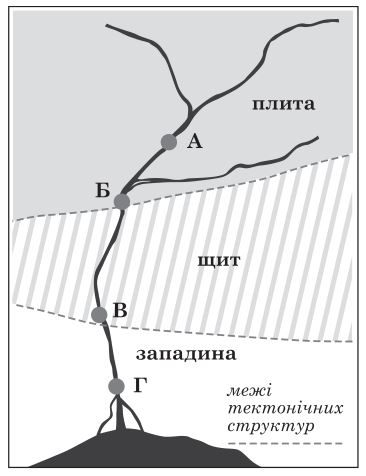 плита
А
Б
щит
В
западина
Г
межі
тектонічних
структур